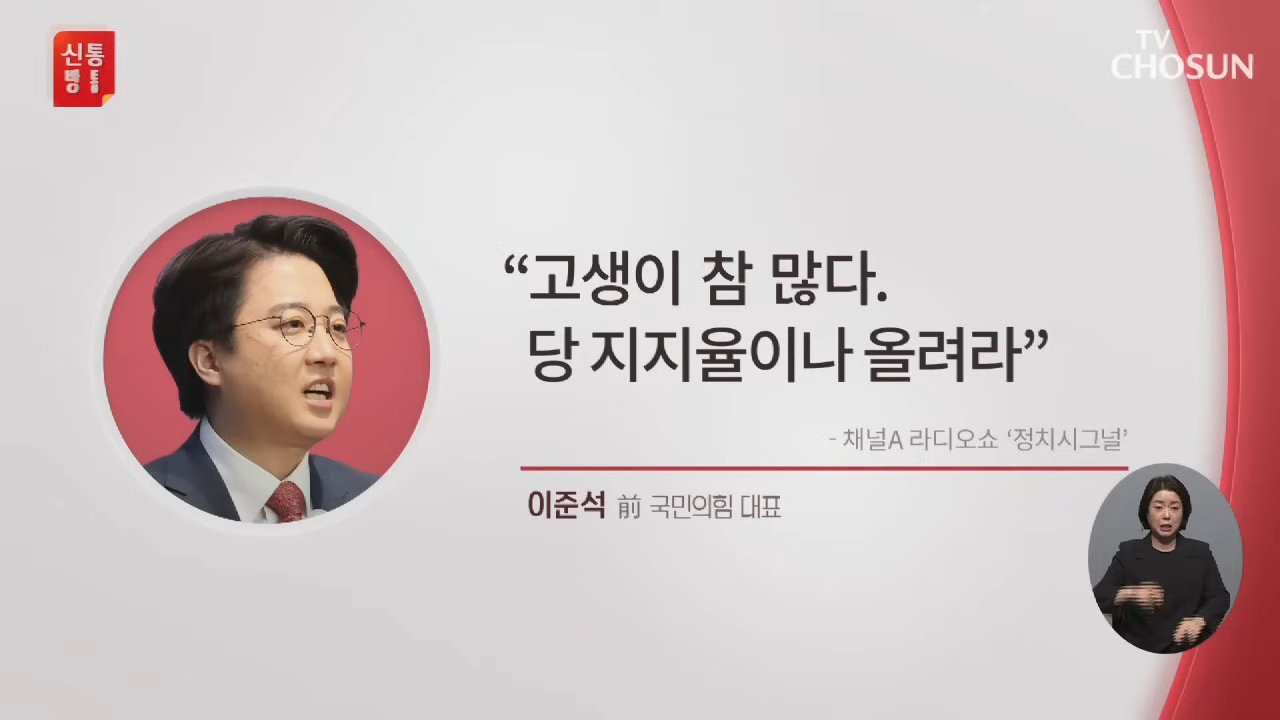 신통
방통
TV
CHOSUN
“고생이 참 많다.
당 지지율이나 올려라”
- 채널A 라디오쇼 ‘정치시그널’
이준석 前 국민의힘 대표